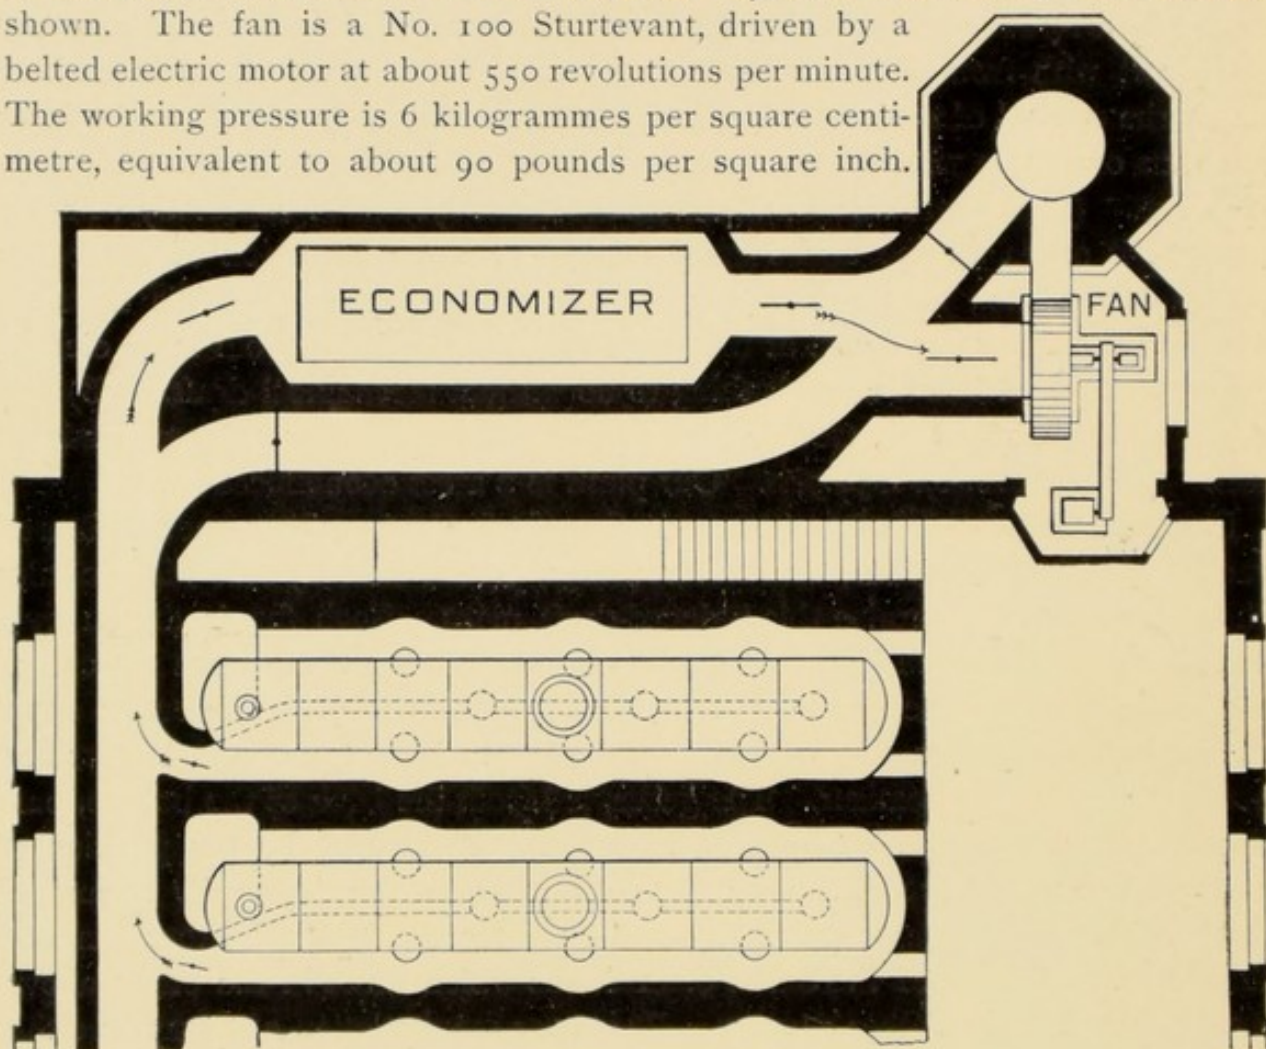 shown. The fan is a No. 100 Sturtevant, driven by a
belted electric motor at about 550 revolutions per minute.
The working pressure is 6 kilogrammes per square centi-
metre, equivalent to about 90 pounds per square inch.
ECONOMIZER
FAN